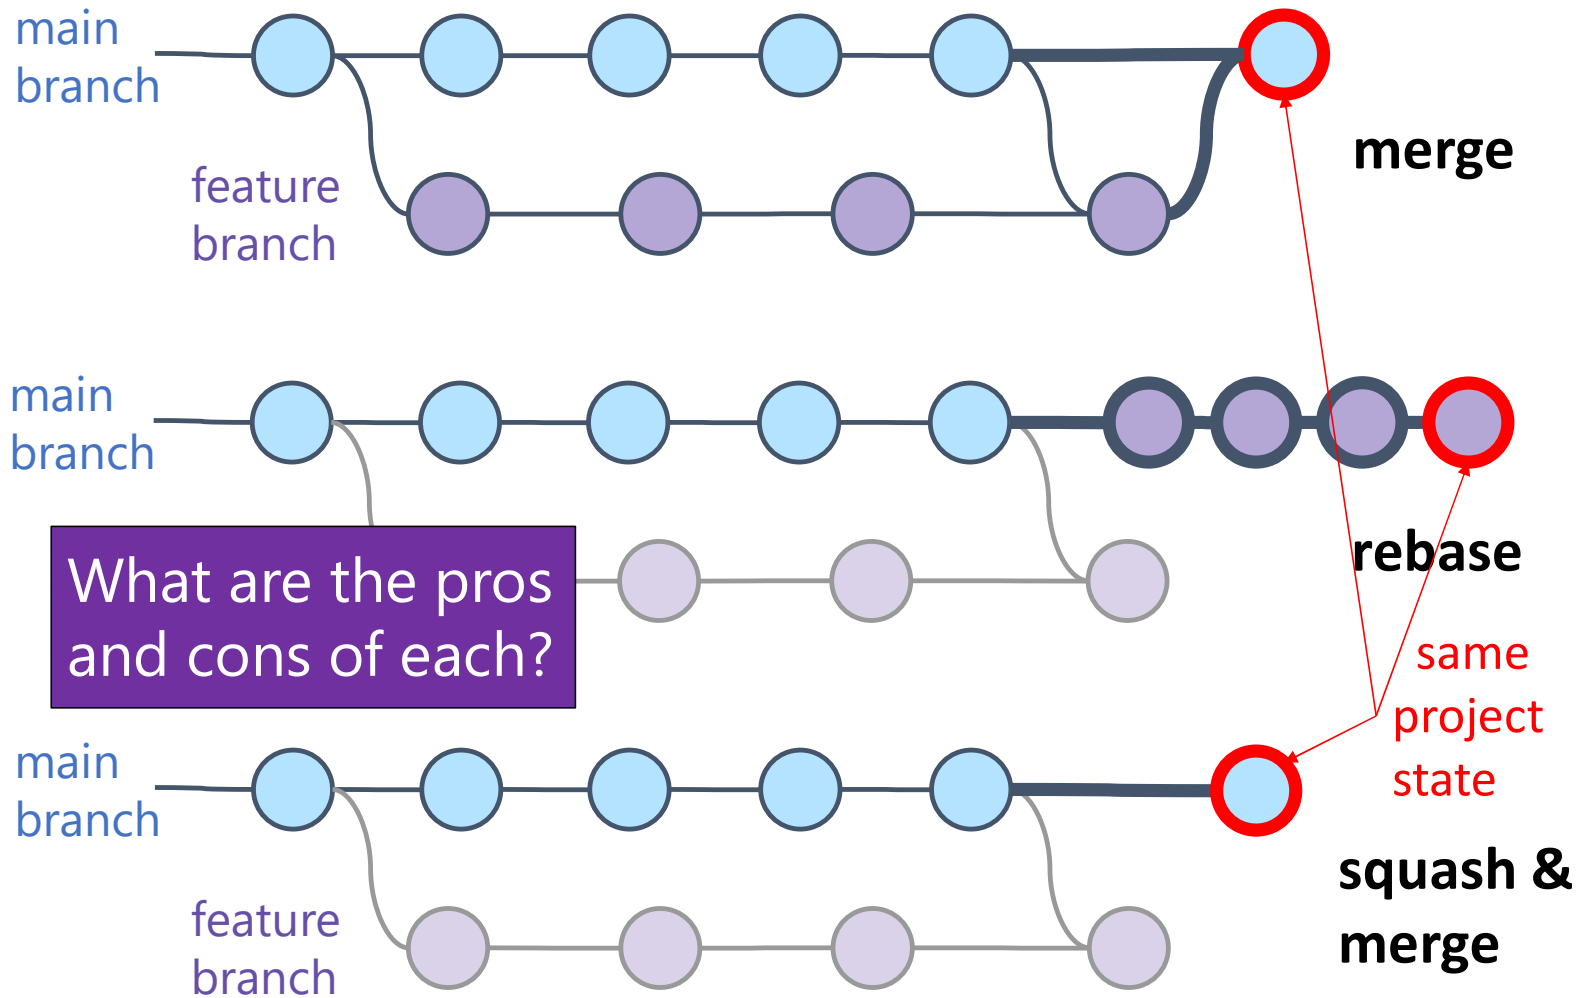 main
branch
merge
feature
branch
main
branch
rebase
What are the pros
and cons of each?
same
project
state
main
branch
squash &
merge
feature
branch